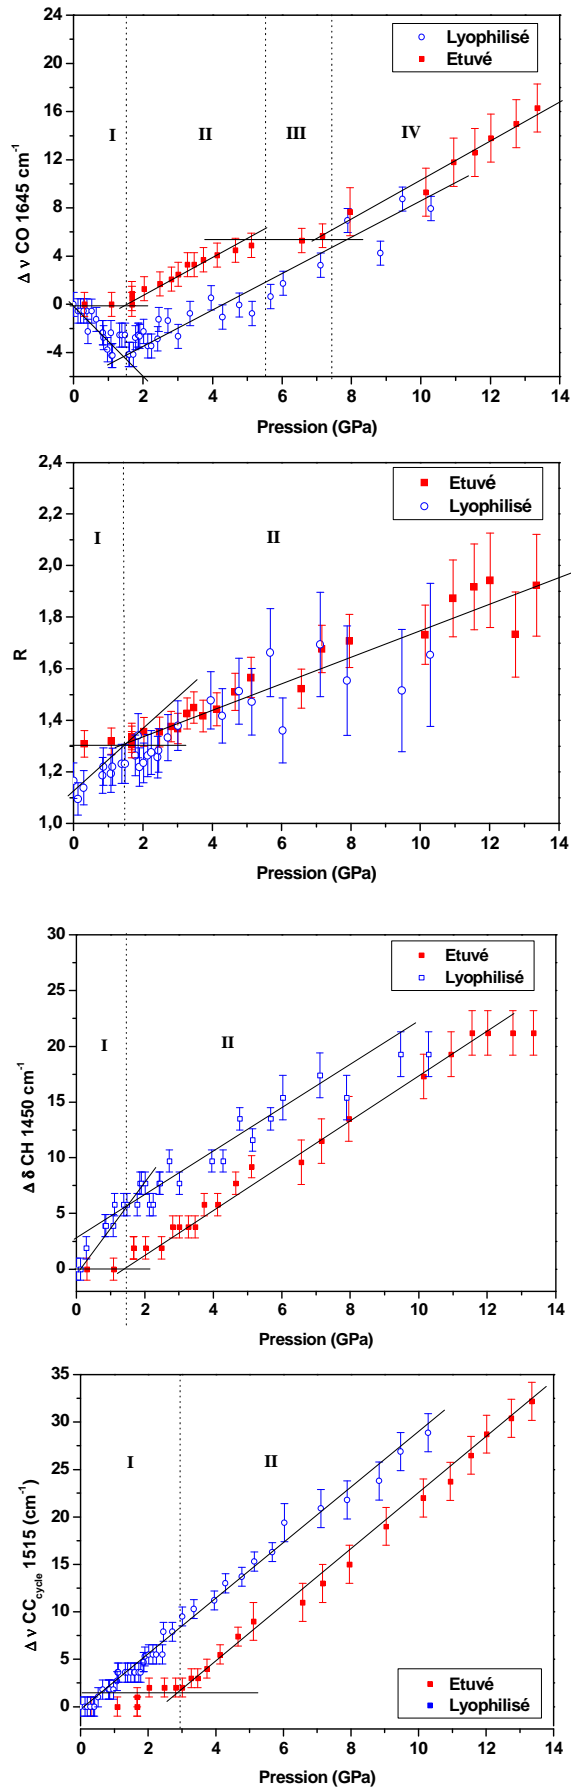 24
20
16
12
8
4
0
-4
Δ ν CO 1645 cm⁻¹
Lyophilisé
Etuvé
I
II
III
IV
0 2 4 6 8 10 12 14
Pression (GPa)
2,4
2,2
2,0
1,8
1,6
1,4
1,2
1,0
R
Etuvé
Lyophilisé
I
II
0 2 4 6 8 10 12 14
Pression (GPa)
30
25
20
15
10
5
0
Δ δ CH 1450 cm⁻¹
Etuvé
Lyophilisé
I
II
0 2 4 6 8 10 12 14
Pression (GPa)
35
30
25
20
15
10
5
0
Δ ν CC cycle 1515 (cm⁻¹)
I
II
Etuvé
Lyophilisé
0 2 4 6 8 10 12 14
Pression (GPa)